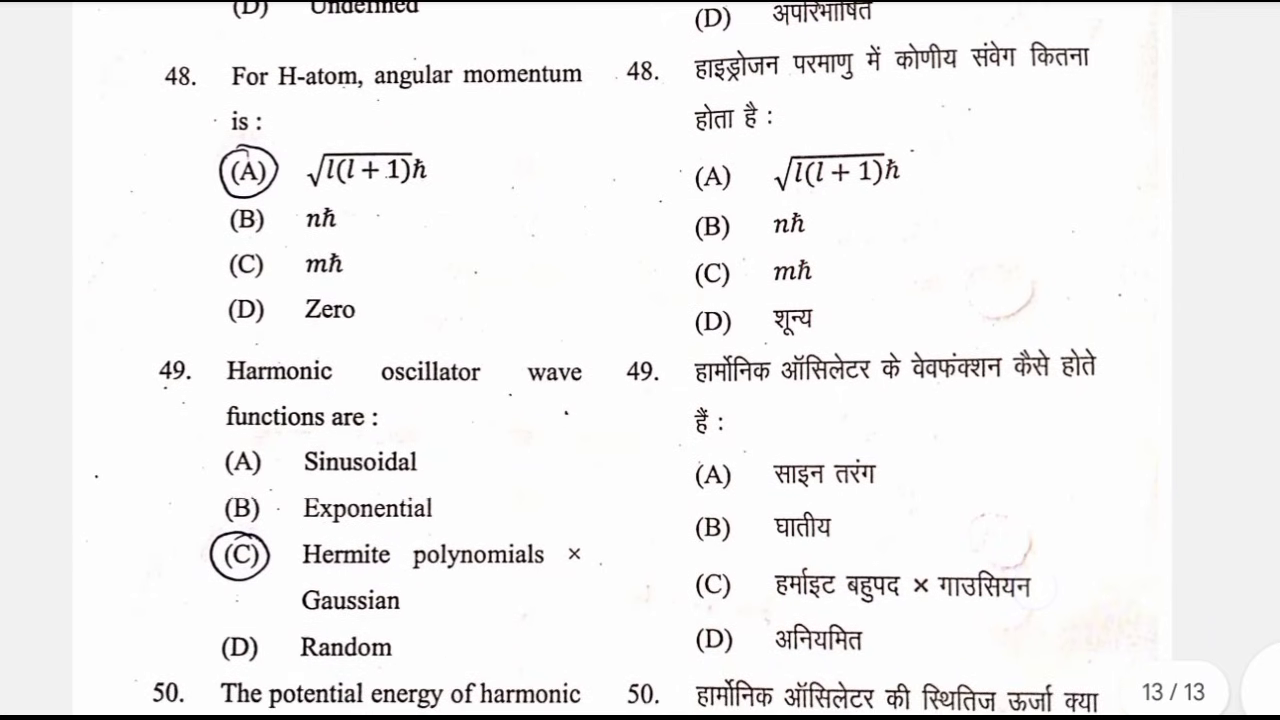 (D) Undefined
48. For H-atom, angular momentum
is :
(A) √l(l + 1)ħ
(B) nħ
(C) mħ
(D) Zero
49. Harmonic oscillator wave
functions are :
(A) Sinusoidal
(B) Exponential
(C) Hermite polynomials ×
Gaussian
(D) Random
50. The potential energy of harmonic
(D) अपरिभाषित
48. हाइड्रोजन परमाणु में कोणीय संवेग कितना
होता है :
(A) √l(l + 1)ħ
(B) nħ
(C) mħ
(D) शून्य
49. हार्मोनिक ऑसिलेटर के वेवफंक्शन कैसे होते
हैं :
(A) साइन तरंग
(B) घातीय
(C) हर्माइट बहुपद × गाउसियन
(D) अनियमित
50. हार्मोनिक ऑसिलेटर की स्थितिज ऊर्जा क्या
13 / 13